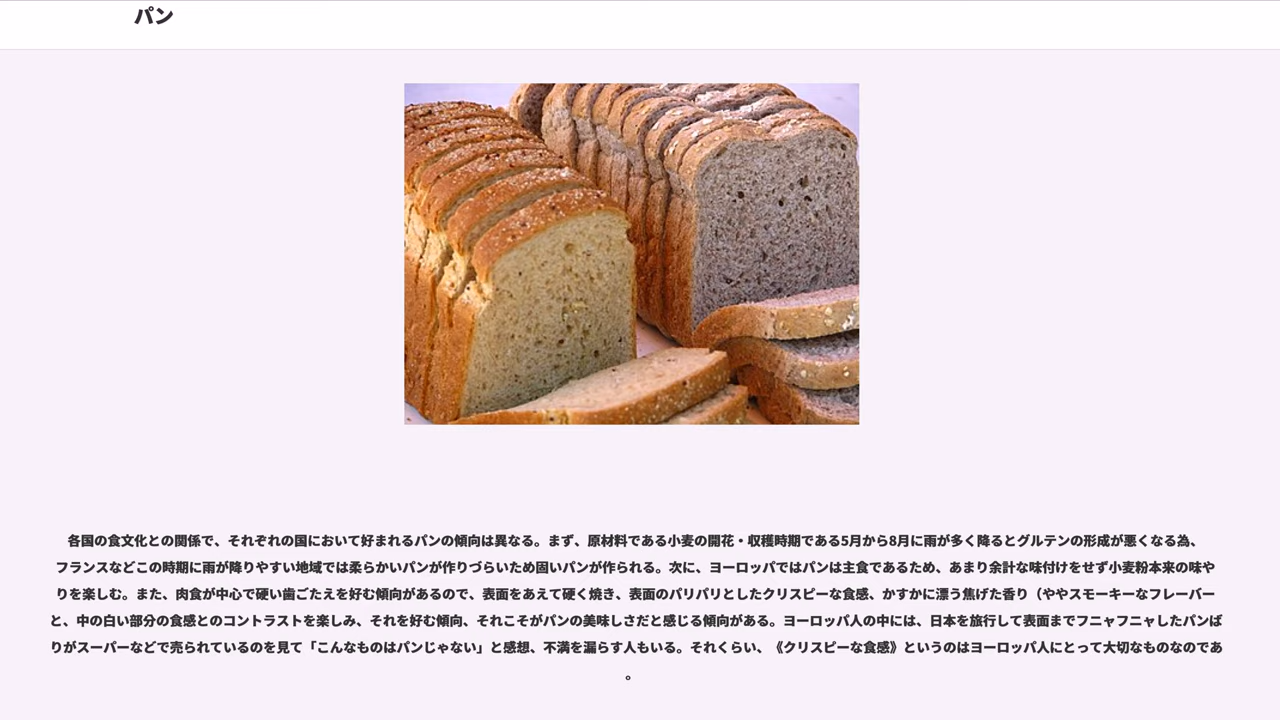 パン
各国の食文化との関係で、それぞれの国において好まれるパンの傾向は異なる。まず、原材料である小麦の開花・収穫時期である5月から8月に雨が多く降るとグルテンの形成が悪くなる為、
フランスなどこの時期に雨が降りやすい地域では柔らかいパンが作りづらいため固いパンが作られる。次に、ヨーロッパではパンは主食であるため、あまり余計な味付けをせず小麦粉本来の味や
りを楽しむ。また、肉食が中心で硬い歯ごたえを好む傾向があるので、表面をあえて硬く焼き、表面のパリパリとしたクリスピーな食感、かすかに漂う焦げた香り（ややスモーキーなフレーバー
と、中の白い部分の食感とのコントラストを楽しみ、それを好む傾向、それこそがパンの美味しさだと感じる傾向がある。ヨーロッパ人の中には、日本を旅行して表面までフニャフニャしたパンば
りがスーパーなどで売られているのを見て「こんなものはパンじゃない」と感想、不満を漏らす人もいる。それくらい、《クリスピーな食感》というのはヨーロッパ人にとって大切なものなのであ
。